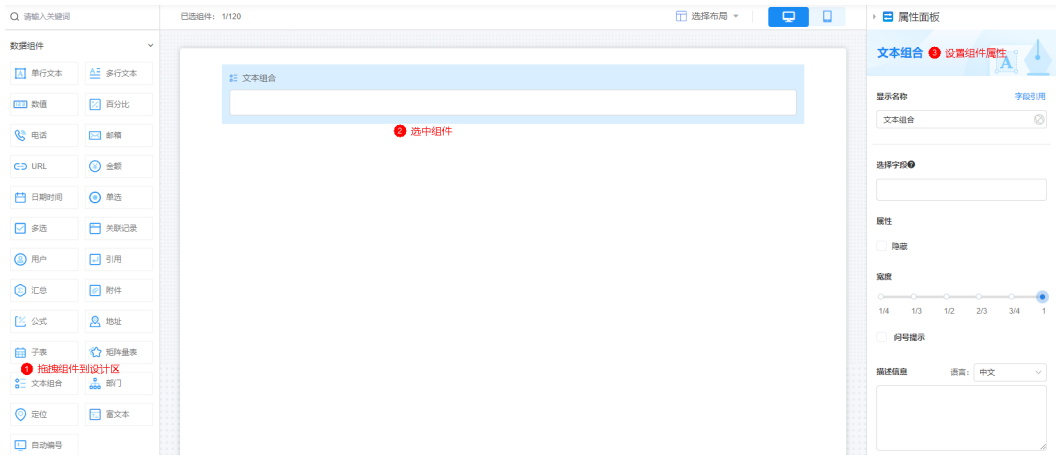 请输入关键词
已选组件：1/120
选择布局
属性面板
数据组件
文本组合
3 设置组件属性
单行文本
多行文本
文本组合
数值
百分比
显示名称
字段引用
文本组合
2 选中组件
电话
邮箱
URL
金额
选择字段
日期时间
单选
多选
关联记录
属性
隐藏
用户
引用
宽度
汇总
附件
1/4
1/3
1/2
2/3
3/4
1
公式
地址
问号提示
子表
矩阵量表
1 拖拽组件到设计区
描述信息
语言：
中文
文本组合
部门
定位
富文本
自动编号